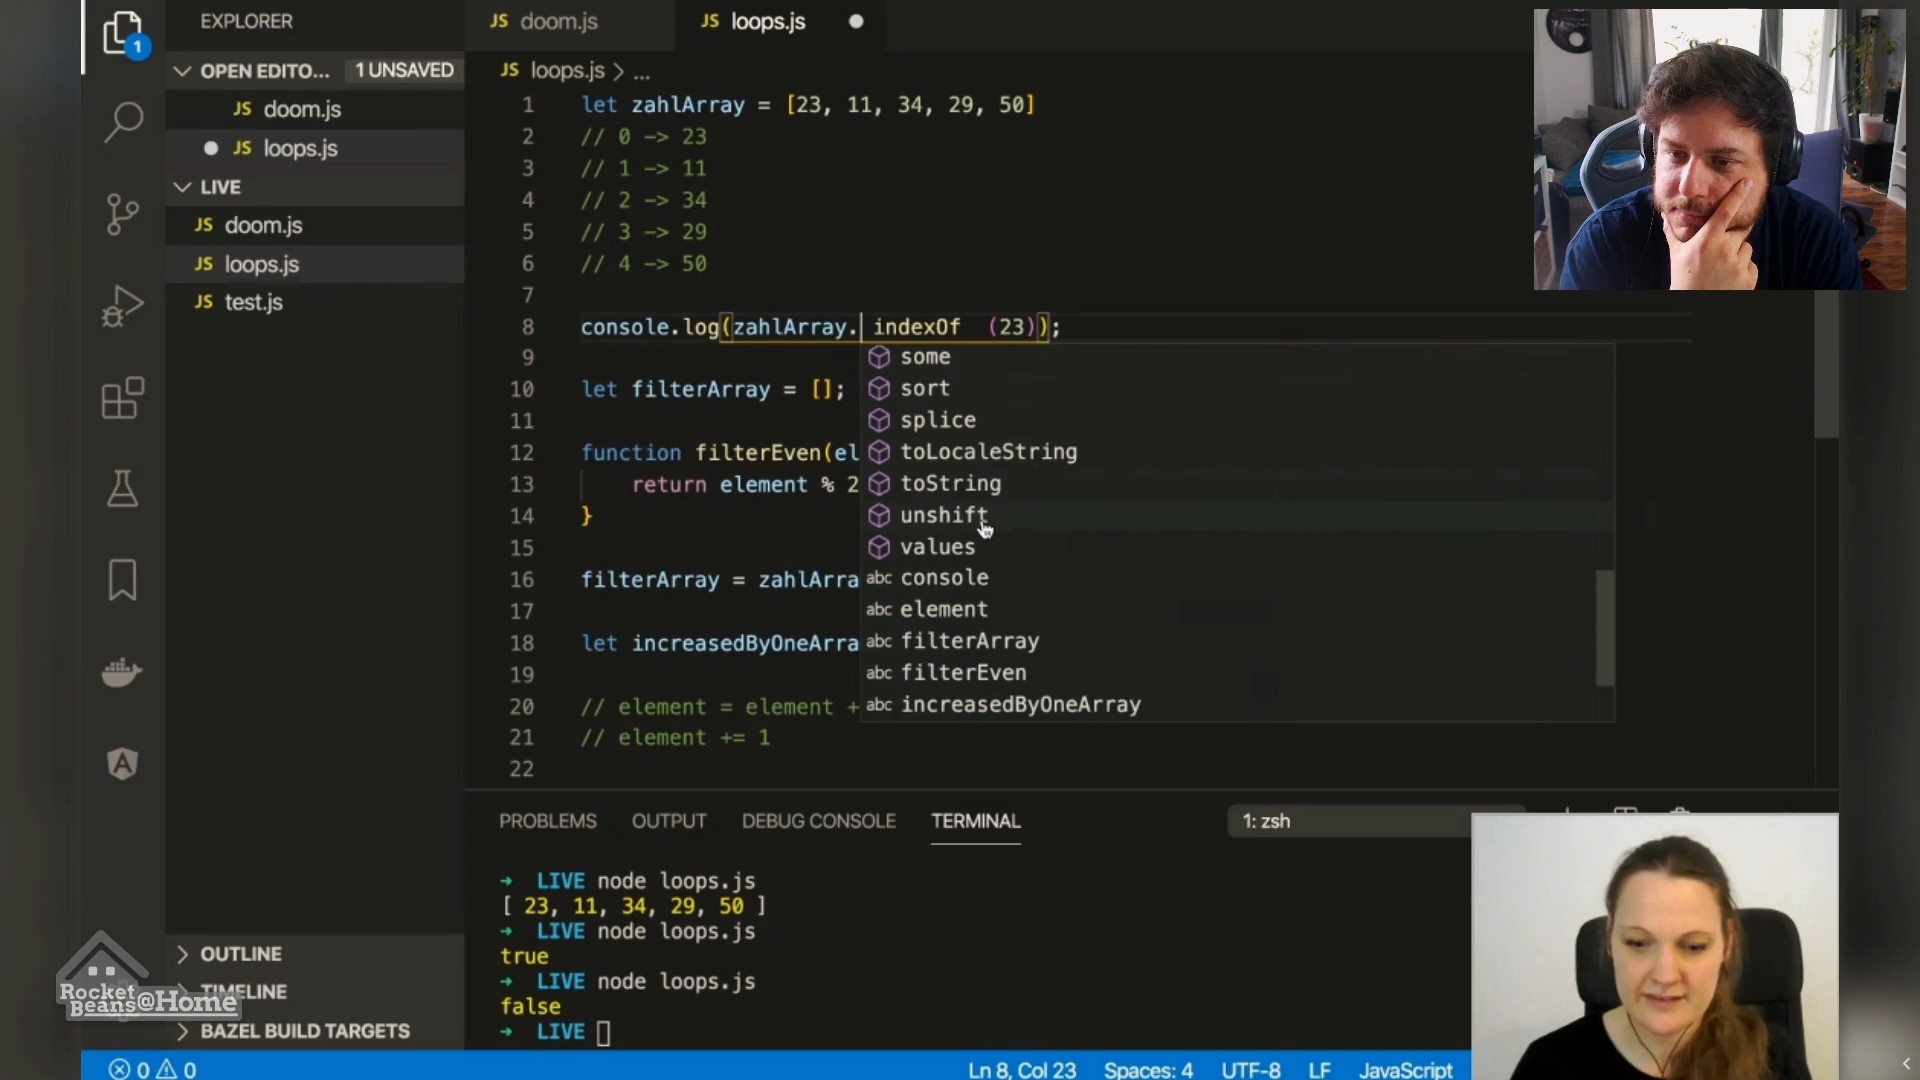 EXPLORER
1
OPEN EDITO... 1 UNSAVED
JS doom.js
JS loops.js
LIVE
JS doom.js
JS loops.js
JS test.js
OUTLINE
TIMELINE
BAZEL BUILD TARGETS
JS doom.js JS loops.js
JS loops.js > ...
1 let zahlArray = [23, 11, 34, 29, 50]
2 // 0 -> 23
3 // 1 -> 11
4 // 2 -> 34
5 // 3 -> 29
6 // 4 -> 50
7
8 console.log(zahlArray. indexOf (23));
9
10 let filterArray = [];
11
12 function filterEven(el
13 return element % 2
14 }
15
16 filterArray = zahlArra
17
18 let increasedByOneArra
19
20 // element = element +
21 // element += 1
22
some
sort
splice
toLocaleString
toString
unshift
values
abc console
abc element
abc filterArray
abc filterEven
abc increasedByOneArray
PROBLEMS OUTPUT DEBUG CONSOLE TERMINAL 1: zsh
➜ LIVE node loops.js
[ 23, 11, 34, 29, 50 ]
➜ LIVE node loops.js
true
➜ LIVE node loops.js
false
➜ LIVE
Rocket
Beans@Home
0 0 Ln 8, Col 23 Spaces: 4 UTF-8 LF JavaScript